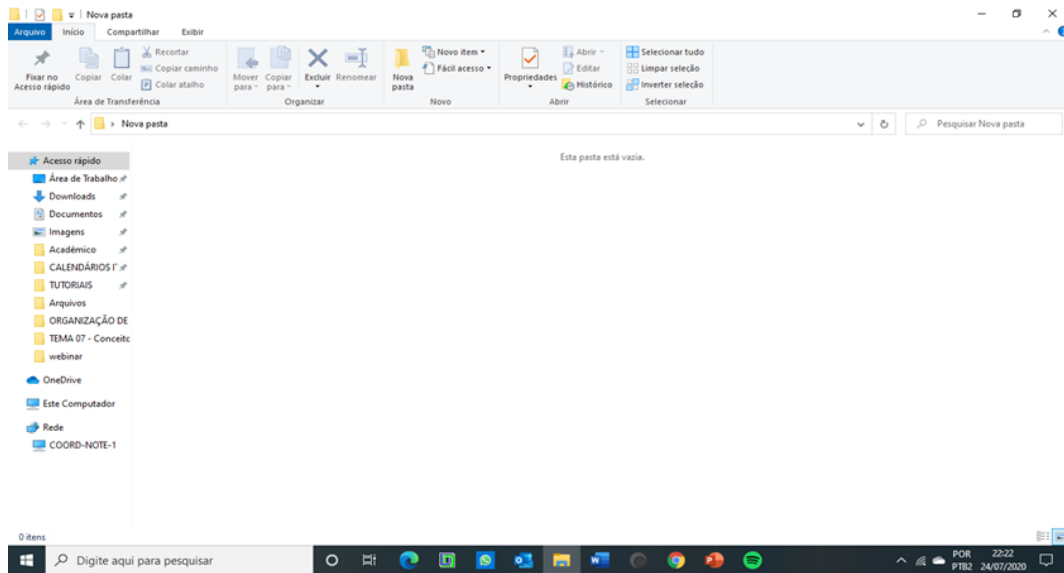 Nova pasta
Arquivo Início Compartilhar Exibir
Fixar no Acesso rápido
Copiar
Colar
Recortar
Copiar caminho
Colar atalho
Área de Transferência
Mover para
Copiar para
Excluir
Renomear
Organizar
Nova pasta
Novo item
Fácil acesso
Novo
Propriedades
Abrir
Editar
Histórico
Abrir
Selecionar tudo
Limpar seleção
Inverter seleção
Selecionar
Nova pasta
Pesquisar Nova pasta
Acesso rápido
Área de Trabalho
Downloads
Documentos
Imagens
Acadêmico
CALENDÁRIOS
TUTORIAIS
Arquivos
ORGANIZAÇÃO DE
TEMA 07 - Conceitc
webinar
OneDrive
Este Computador
Rede
COORD-NOTE-1
Esta pasta está vazia.
0 itens
Digite aqui para pesquisar
POR
PTB2
22:22
24/07/2020